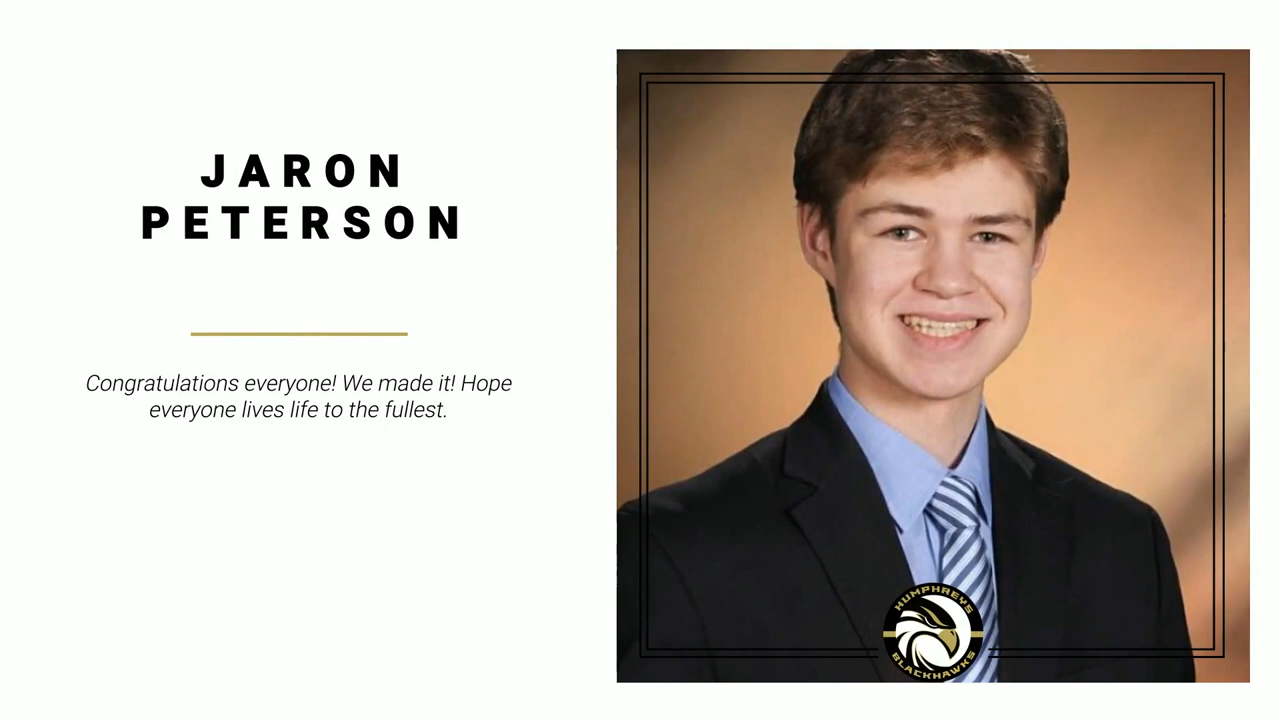 JARON
PETERSON
Congratulations everyone! We made it! Hope
everyone lives life to the fullest.
HUMPHREYS
BLACKHAWKS